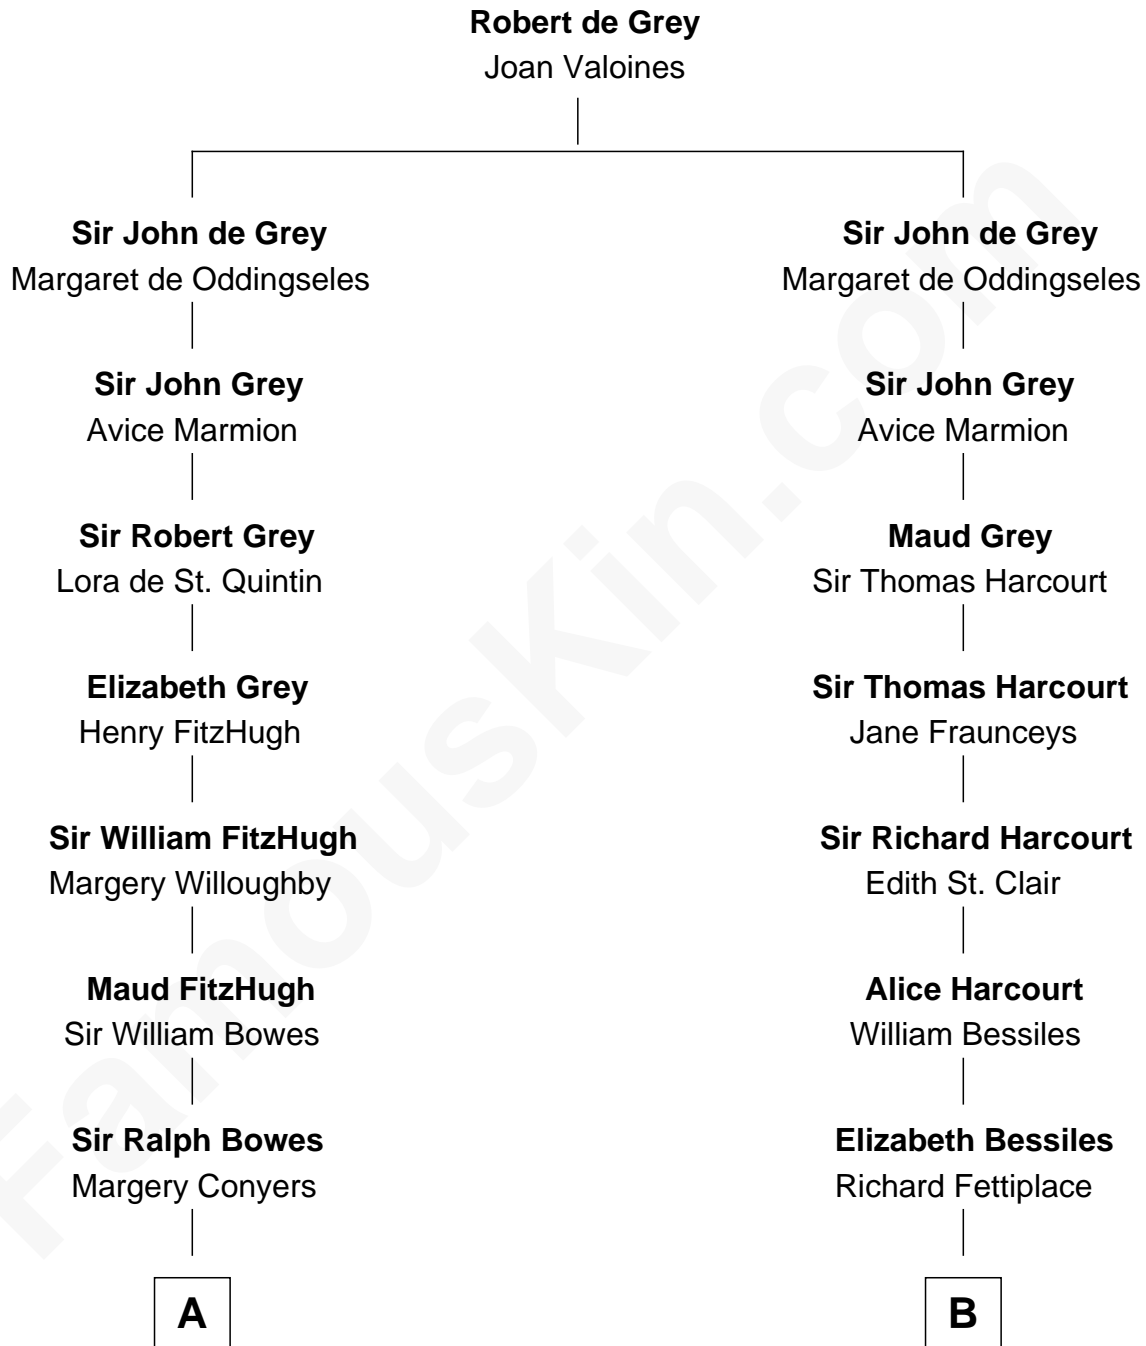 Robert de Grey
Joan Valoines
Sir John de Grey
Margaret de Oddingseles
Sir John de Grey
Margaret de Oddingseles
Sir John Grey
Avice Marmion
Sir John Grey
Avice Marmion
Sir Robert Grey
Lora de St. Quintin
Maud Grey
Sir Thomas Harcourt
Elizabeth Grey
Henry FitzHugh
Sir Thomas Harcourt
Jane Fraunceys
Sir William FitzHugh
Margery Willoughby
Sir Richard Harcourt
Edith St. Clair
Maud FitzHugh
Sir William Bowes
Alice Harcourt
William Bessiles
Sir Ralph Bowes
Margery Conyers
Elizabeth Bessiles
Richard Fettiplace
A
B
FamousKin.com